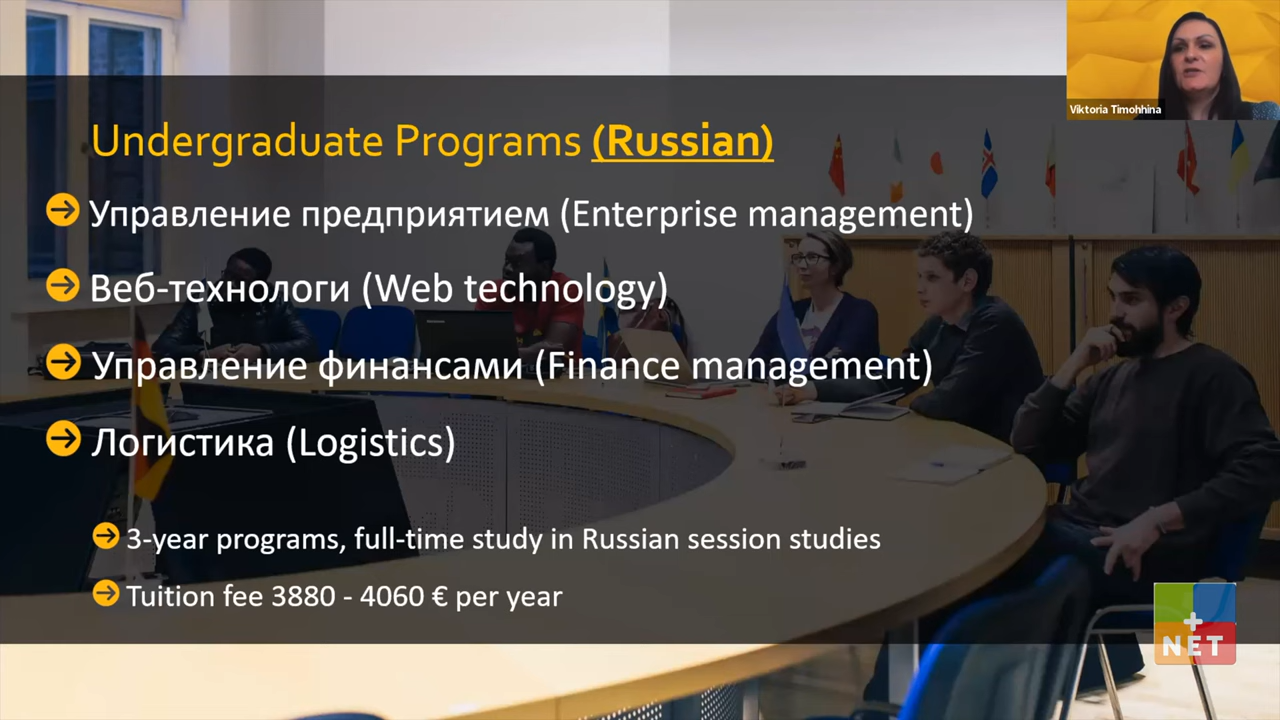 Viktoria Timohhina
Undergraduate Programs (Russian)
Управление предприятием (Enterprise management)
Веб-технологи (Web technology)
Управление финансами (Finance management)
Логистика (Logistics)
3-year programs, full-time study in Russian session studies
Tuition fee 3880 - 4060 € per year
+
NET